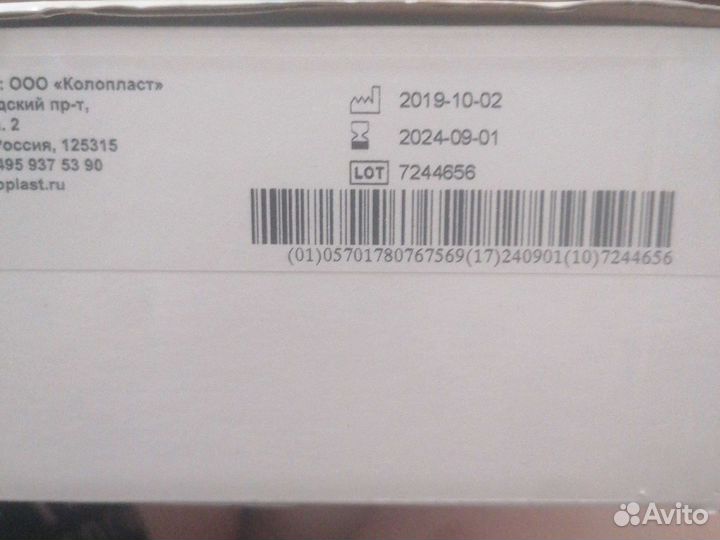 : ООО «Колопласт»
дский пр-т,
. 2
Россия, 125315
495 937 53 90
oplast.ru
2019-10-02
2024-09-01
LOT 7244656
(01)05701780767569(17)240901(10)7244656
Avito